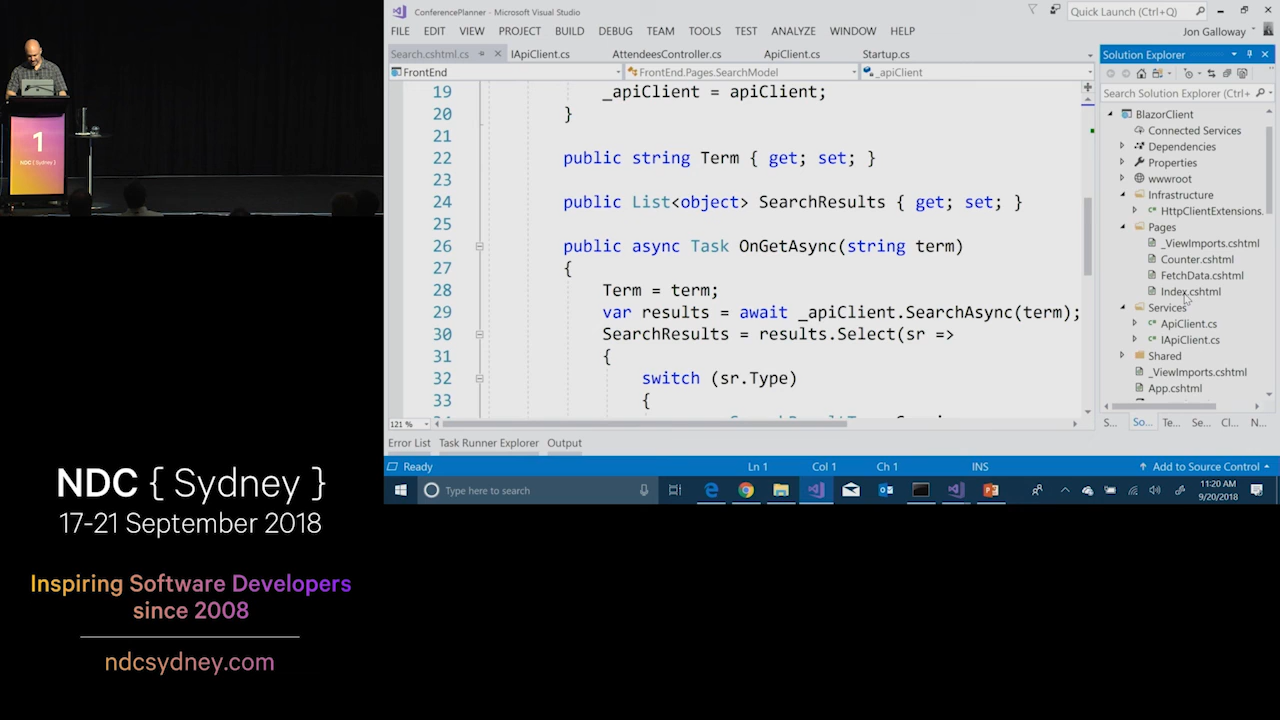 1
NDC { Sydney }
NDC { Sydney }
17-21 September 2018
Inspiring Software Developers
since 2008
ndcsydney.com
ConferencePlanner - Microsoft Visual Studio
Quick Launch (Ctrl+Q)
FILE EDIT VIEW PROJECT BUILD DEBUG TEAM TOOLS TEST ANALYZE WINDOW HELP
Jon Galloway
Search.cshtml.cs IApiClient.cs AttendeesController.cs ApiClient.cs Startup.cs
FrontEnd FrontEnd.Pages.SearchModel _apiClient
19 _apiClient = apiClient;
20 }
21
22 public string Term { get; set; }
23
24 public List<object> SearchResults { get; set; }
25
26 public async Task OnGetAsync(string term)
27 {
28 Term = term;
29 var results = await _apiClient.SearchAsync(term);
30 SearchResults = results.Select(sr =>
31 {
32 switch (sr.Type)
33 {
121 %
Error List Task Runner Explorer Output
Solution Explorer
Search Solution Explorer (Ctrl+
BlazorClient
Connected Services
Dependencies
Properties
wwwroot
Infrastructure
HttpClientExtensions.
Pages
_ViewImports.cshtml
Counter.cshtml
FetchData.cshtml
Index.cshtml
Services
ApiClient.cs
IApiClient.cs
Shared
_ViewImports.cshtml
App.cshtml
S... So... Te... Se... Cl... N...
Ready Ln 1 Col 1 Ch 1 INS Add to Source Control
Type here to search
11:20 AM
9/20/2018